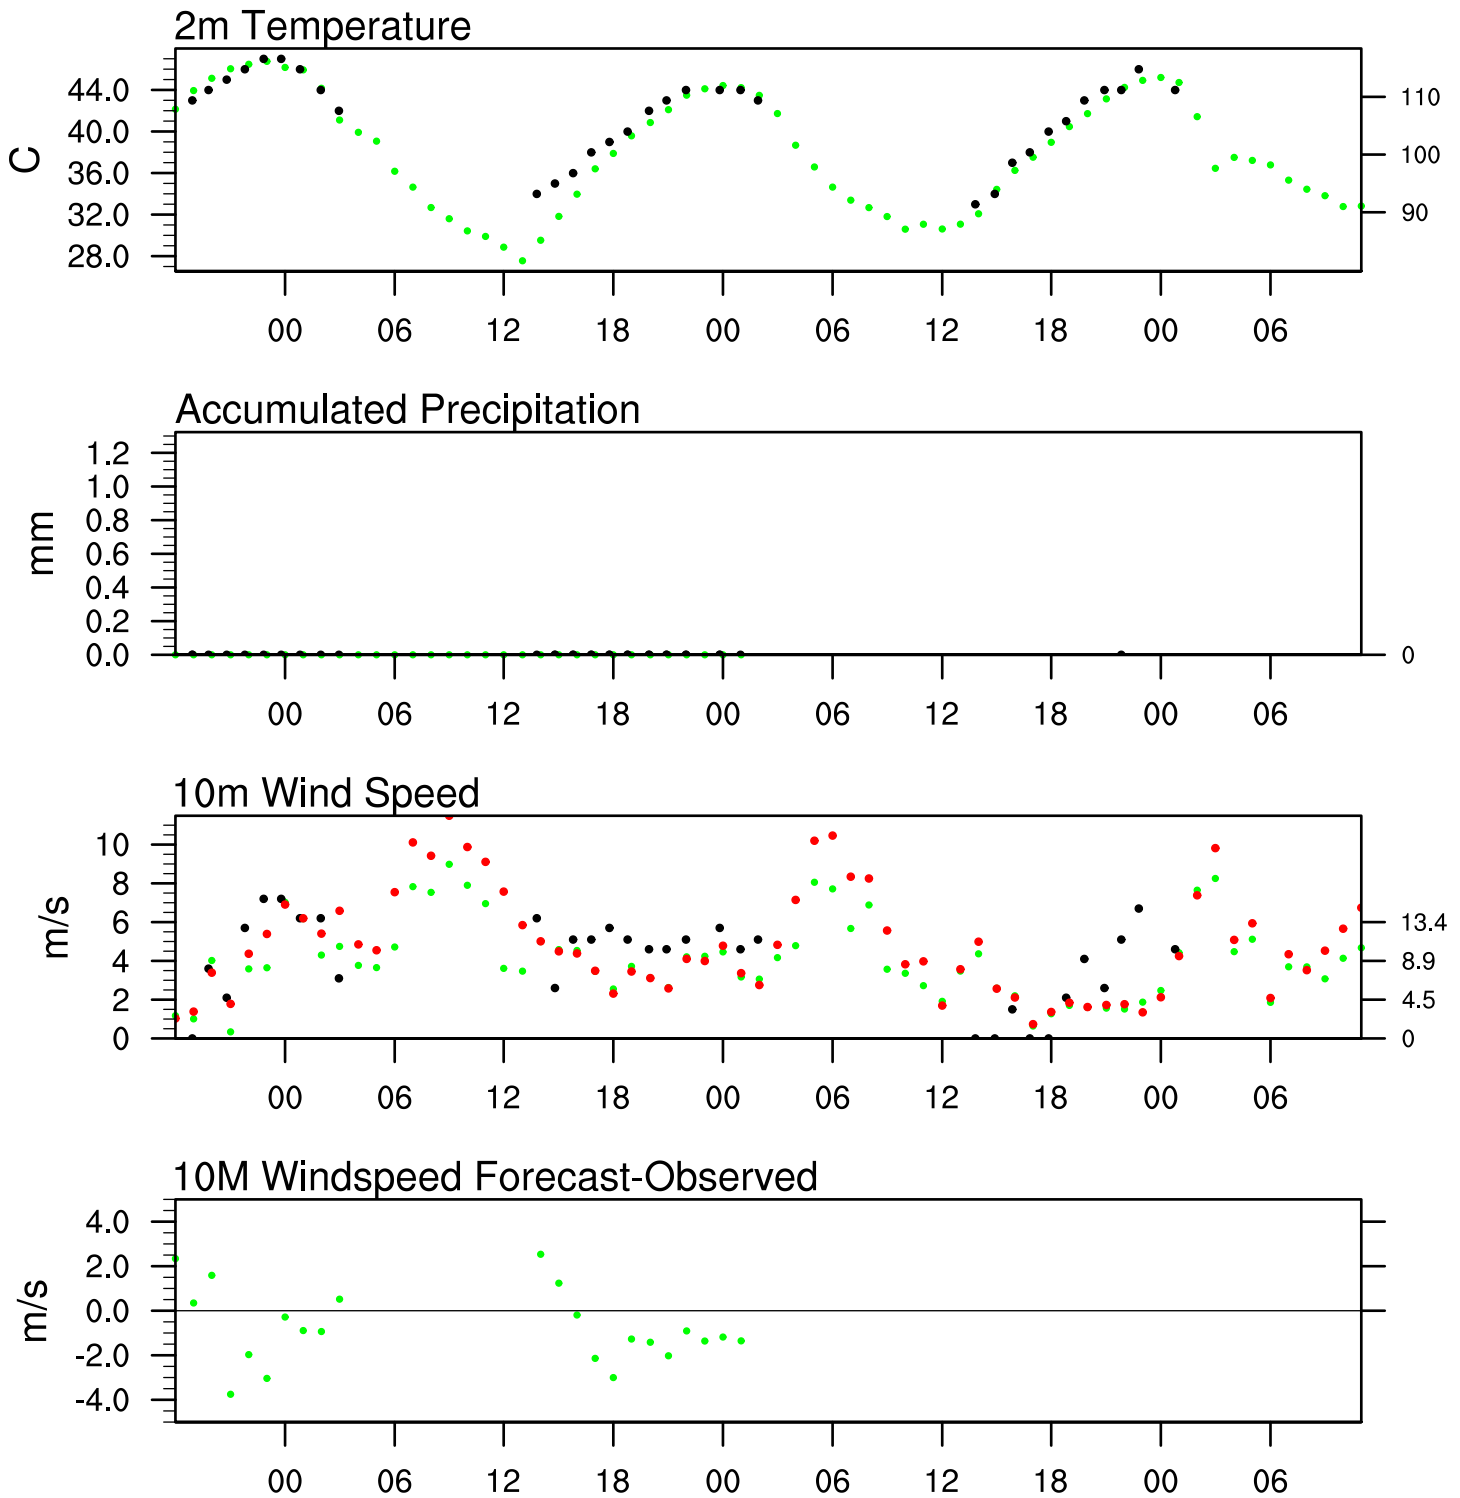 2m Temperature
44.0
40.0
36.0
32.0
28.0
C
110
100
90
00 06 12 18 00 06 12 18 00 06
Accumulated Precipitation
1.2
1.0
0.8
0.6
0.4
0.2
0.0
mm
0
00 06 12 18 00 06 12 18 00 06
10m Wind Speed
10
8
6
4
2
0
m/s
13.4
8.9
4.5
0
00 06 12 18 00 06 12 18 00 06
10M Windspeed Forecast-Observed
4.0
2.0
0.0
-2.0
-4.0
m/s
00 06 12 18 00 06 12 18 00 06